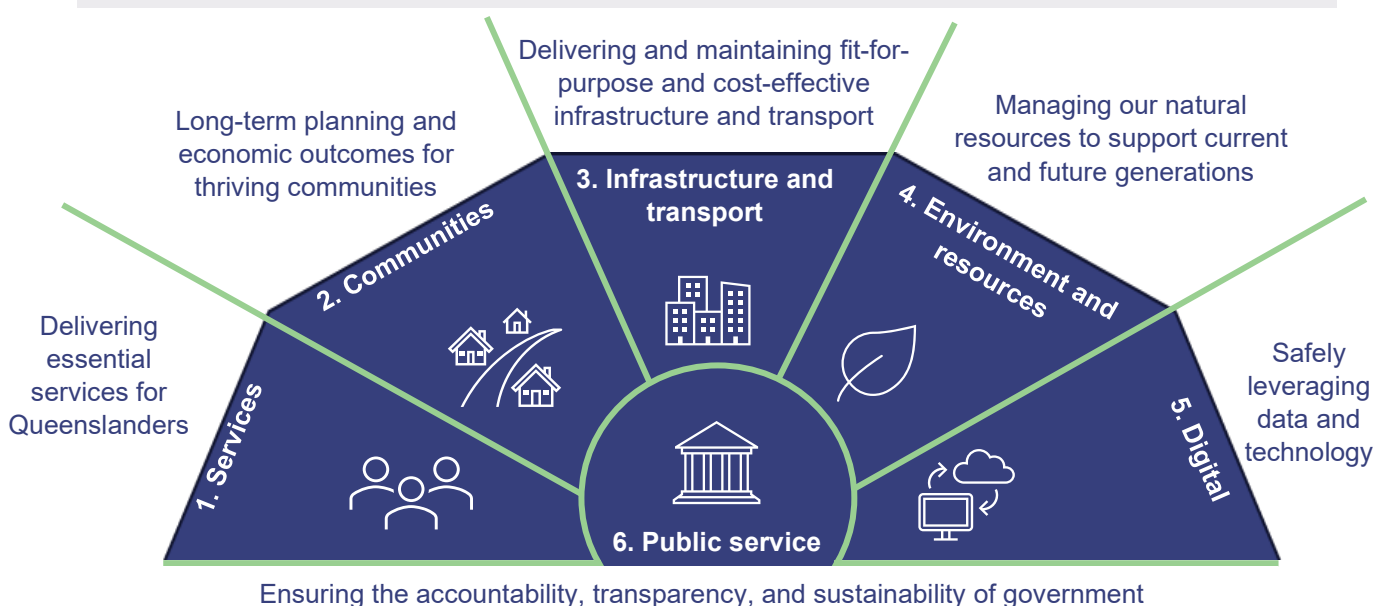 Delivering
essential
services for
Queenslanders
1. Services
Long-term planning and
economic outcomes for
thriving communities
2. Communities
Delivering and maintaining fit-for-
purpose and cost-effective
infrastructure and transport
3. Infrastructure and
transport
Managing our natural
resources to support current
and future generations
4. Environment and
resources
Safely
leveraging
data and
technology
5. Digital
6. Public service
Ensuring the accountability, transparency, and sustainability of government